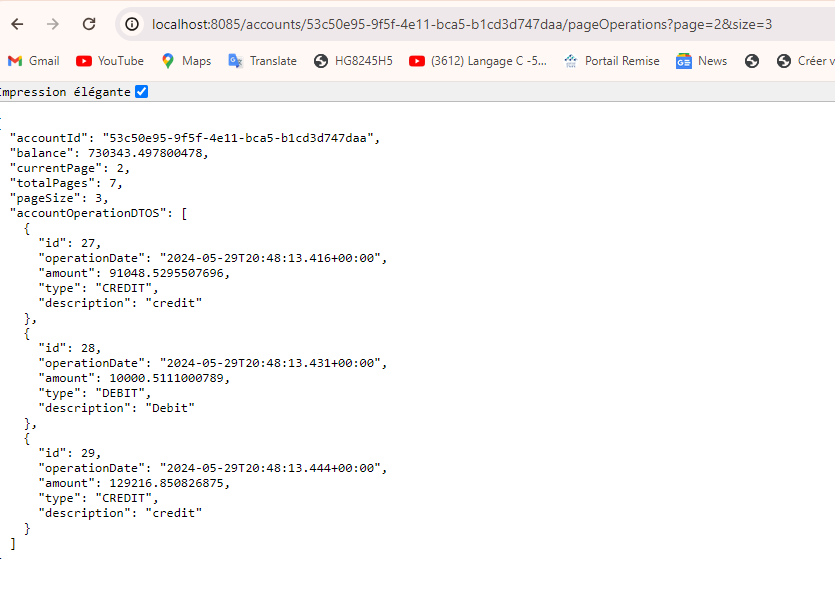 localhost:8085/accounts/53c50e95-9f5f-4e11-bca5-b1cd3d747daa/pageOperations?page=2&size=3
Gmail YouTube Maps Translate HG8245H5 (3612) Langage C -5... Portail Remise News Créer v
Impression élégante
{
"accountId": "53c50e95-9f5f-4e11-bca5-b1cd3d747daa",
"balance": 730343.497800478,
"currentPage": 2,
"totalPages": 7,
"pageSize": 3,
"accountOperationDTOS": [
{
"id": 27,
"operationDate": "2024-05-29T20:48:13.416+00:00",
"amount": 91048.5295507696,
"type": "CREDIT",
"description": "credit"
},
{
"id": 28,
"operationDate": "2024-05-29T20:48:13.431+00:00",
"amount": 10000.5111000789,
"type": "DEBIT",
"description": "Debit"
},
{
"id": 29,
"operationDate": "2024-05-29T20:48:13.444+00:00",
"amount": 129216.850826875,
"type": "CREDIT",
"description": "credit"
}
]
}